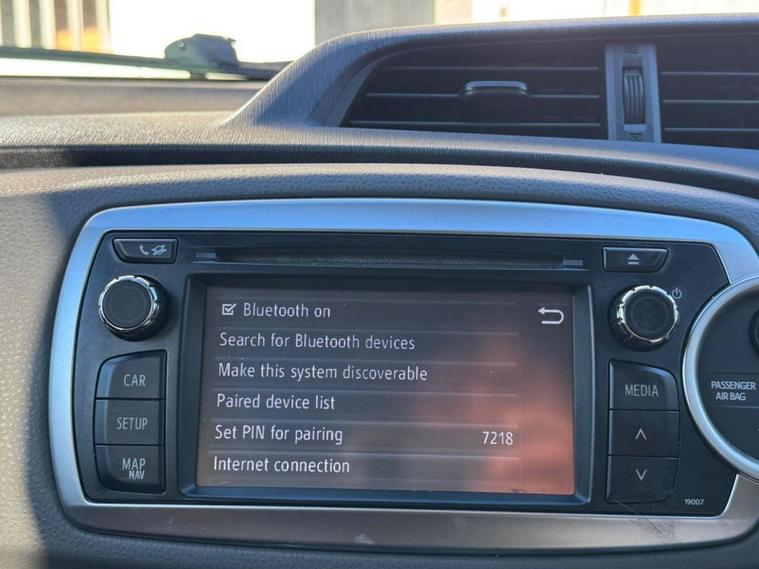 Bluetooth on
Search for Bluetooth devices
Make this system discoverable
Paired device list
Set PIN for pairing 7218
Internet connection
CAR
SETUP
MAP
NAV
MEDIA
19007
PASSENGER
AIR BAG